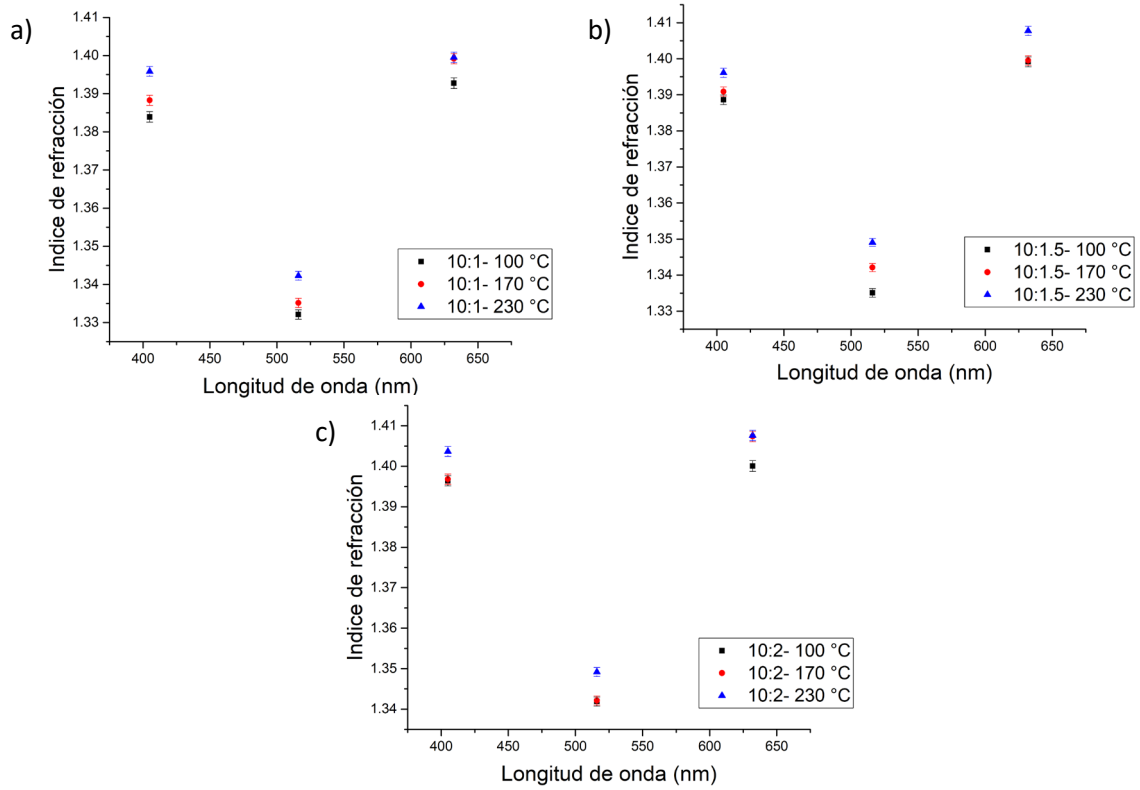 a)
1.41
1.40
1.39
1.38
1.37
1.36
1.35
1.34
1.33
Indice de refracción
400 450 500 550 600 650
Longitud de onda (nm)
10:1- 100 °C
10:1- 170 °C
10:1- 230 °C
b)
1.41
1.40
1.39
1.38
1.37
1.36
1.35
1.34
1.33
Indice de refracción
400 450 500 550 600 650
Longitud de onda (nm)
10:1.5- 100 °C
10:1.5- 170 °C
10:1.5- 230 °C
c)
1.41
1.40
1.39
1.38
1.37
1.36
1.35
1.34
Indice de refracción
400 450 500 550 600 650
Longitud de onda (nm)
10:2- 100 °C
10:2- 170 °C
10:2- 230 °C